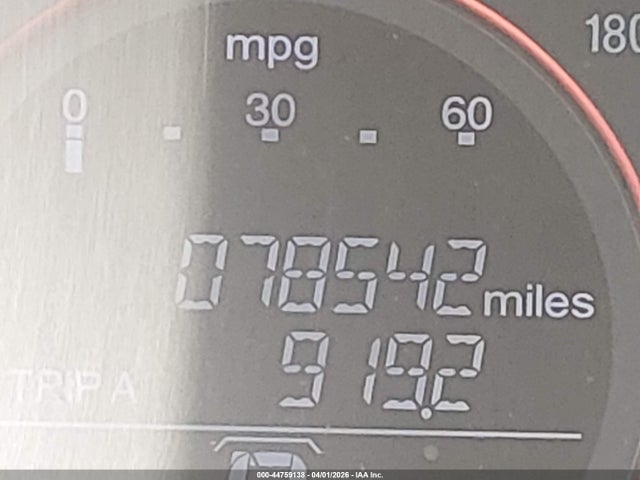 180
mpg
0 30 60
078542 miles
TRIP A 919.2
000-44759138 - 04/01/2026 - IAA Inc.